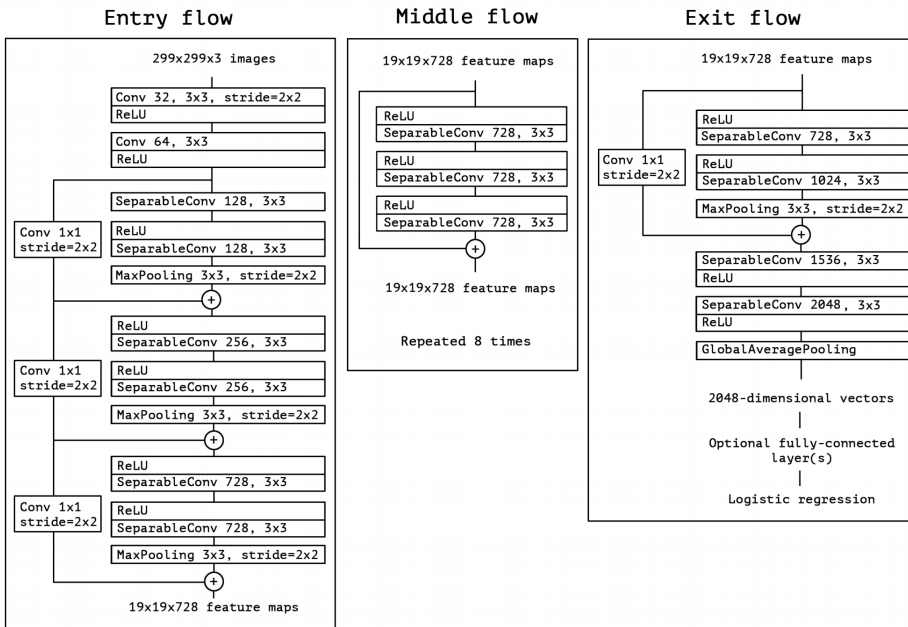 Entry flow
299x299x3 images
Conv 32, 3x3, stride=2x2
ReLU
Conv 64, 3x3
ReLU
SeparableConv 128, 3x3
Conv 1x1
stride=2x2
ReLU
SeparableConv 128, 3x3
MaxPooling 3x3, stride=2x2
+
ReLU
SeparableConv 256, 3x3
Conv 1x1
stride=2x2
ReLU
SeparableConv 256, 3x3
MaxPooling 3x3, stride=2x2
+
ReLU
SeparableConv 728, 3x3
Conv 1x1
stride=2x2
ReLU
SeparableConv 728, 3x3
MaxPooling 3x3, stride=2x2
+
19x19x728 feature maps
Middle flow
19x19x728 feature maps
ReLU
SeparableConv 728, 3x3
ReLU
SeparableConv 728, 3x3
ReLU
SeparableConv 728, 3x3
+
19x19x728 feature maps
Repeated 8 times
Exit flow
19x19x728 feature maps
ReLU
SeparableConv 728, 3x3
Conv 1x1
stride=2x2
ReLU
SeparableConv 1024, 3x3
MaxPooling 3x3, stride=2x2
+
SeparableConv 1536, 3x3
ReLU
SeparableConv 2048, 3x3
ReLU
GlobalAveragePooling
2048-dimensional vectors
Optional fully-connected
layer(s)
Logistic regression